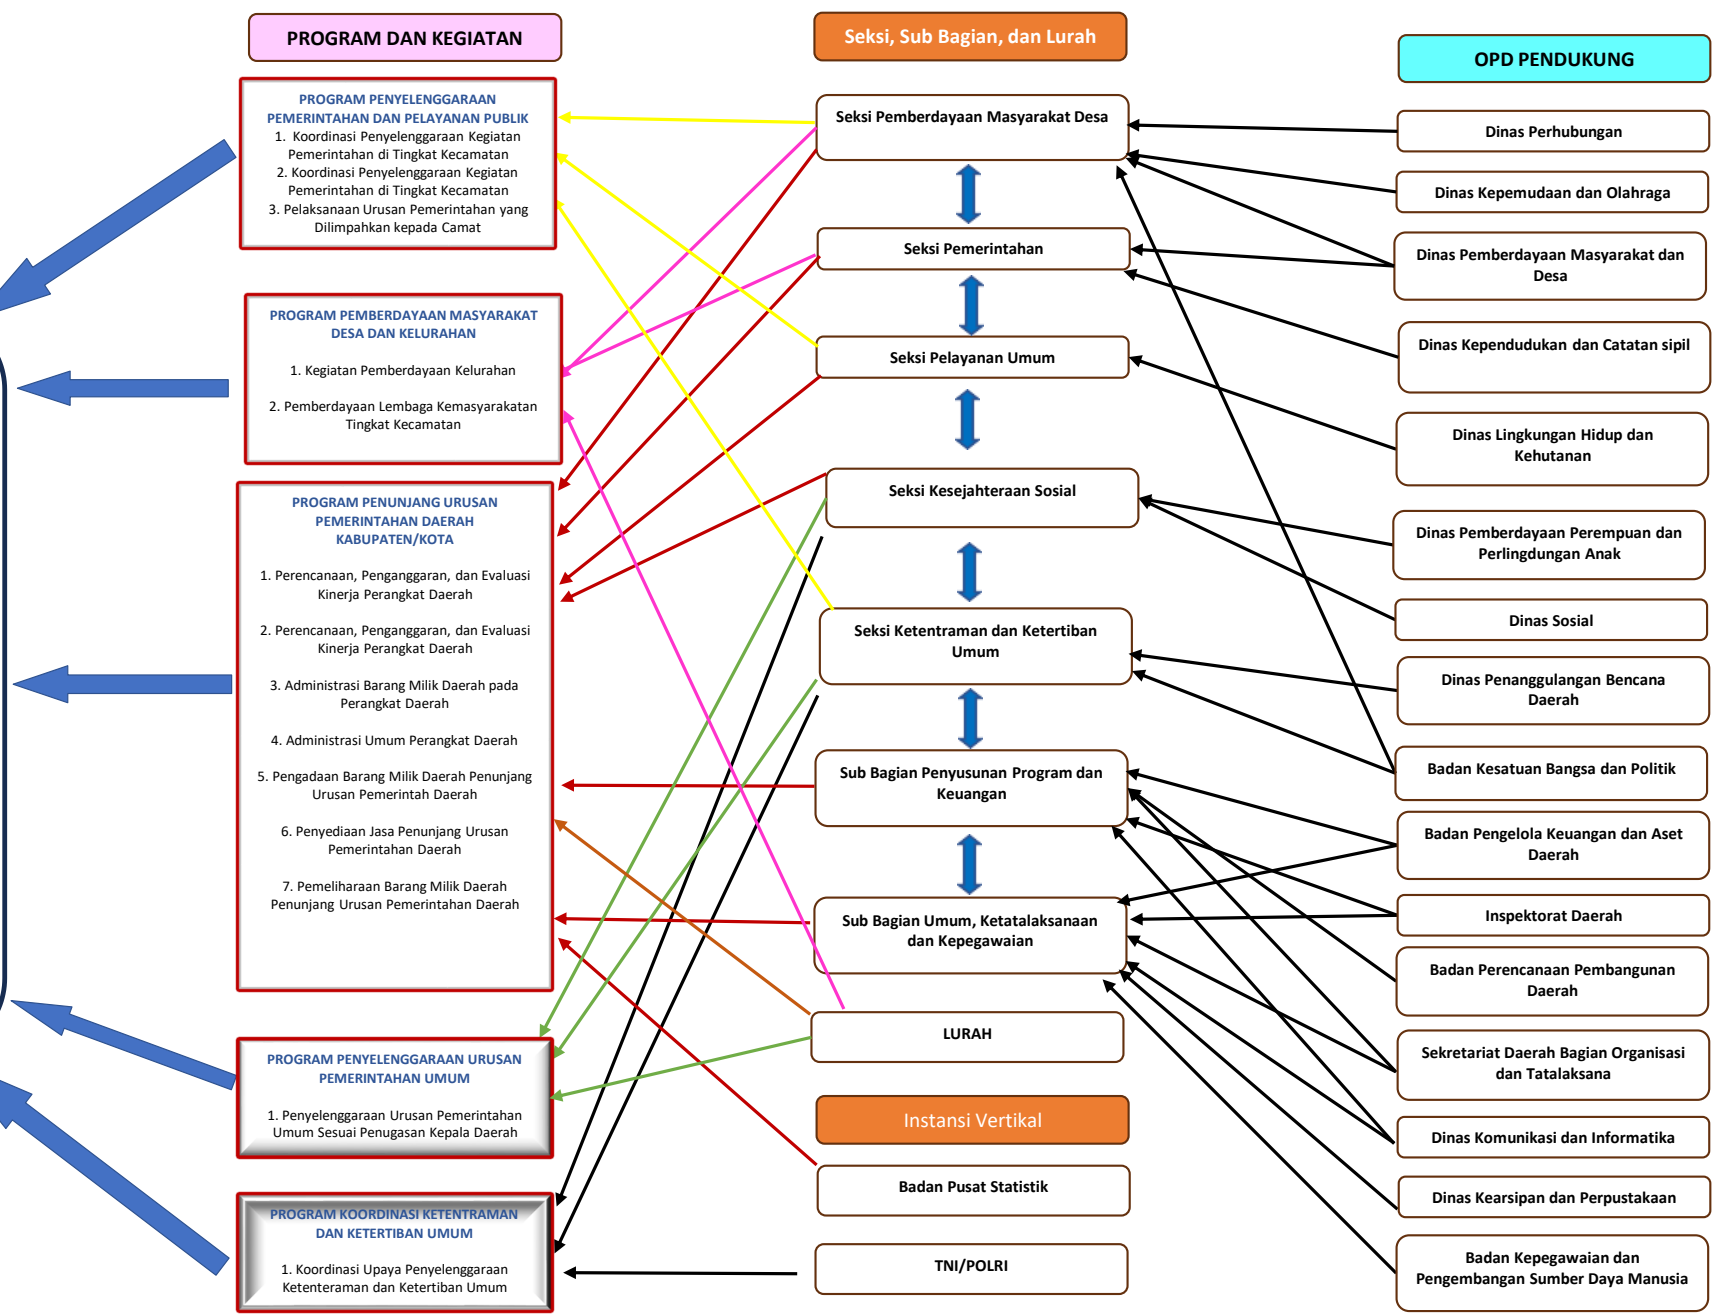 PROGRAM DAN KEGIATAN
PROGRAM PENYELENGGARAAN
PEMERINTAHAN DAN PELAYANAN PUBLIK
1. Koordinasi Penyelenggaraan Kegiatan
Pemerintahan di Tingkat Kecamatan
2. Koordinasi Penyelenggaraan Kegiatan
Pemerintahan di Tingkat Kecamatan
3. Pelaksanaan Urusan Pemerintahan yang
Dilimpahkan kepada Camat
PROGRAM PEMBERDAYAAN MASYARAKAT
DESA DAN KELURAHAN
1. Kegiatan Pemberdayaan Kelurahan
2. Pemberdayaan Lembaga Kemasyarakatan
Tingkat Kecamatan
PROGRAM PENUNJANG URUSAN
PEMERINTAHAN DAERAH
KABUPATEN/KOTA
1. Perencanaan, Penganggaran, dan Evaluasi
Kinerja Perangkat Daerah
2. Perencanaan, Penganggaran, dan Evaluasi
Kinerja Perangkat Daerah
3. Administrasi Barang Milik Daerah pada
Perangkat Daerah
4. Administrasi Umum Perangkat Daerah
5. Pengadaan Barang Milik Daerah Penunjang
Urusan Pemerintah Daerah
6. Penyediaan Jasa Penunjang Urusan
Pemerintahan Daerah
7. Pemeliharaan Barang Milik Daerah
Penunjang Urusan Pemerintahan Daerah
PROGRAM PENYELENGGARAAN URUSAN
PEMERINTAHAN UMUM
1. Penyelenggaraan Urusan Pemerintahan
Umum Sesuai Penugasan Kepala Daerah
PROGRAM KOORDINASI KETENTRAMAN
DAN KETERTIBAN UMUM
1. Koordinasi Upaya Penyelenggaraan
Ketenteraman dan Ketertiban Umum
Seksi, Sub Bagian, dan Lurah
Seksi Pemberdayaan Masyarakat Desa
Seksi Pemerintahan
Seksi Pelayanan Umum
Seksi Kesejahteraan Sosial
Seksi Ketentraman dan Ketertiban
Umum
Sub Bagian Penyusunan Program dan
Keuangan
Sub Bagian Umum, Ketatalaksanaan
dan Kepegawaian
LURAH
Instansi Vertikal
Badan Pusat Statistik
TNI/POLRI
OPD PENDUKUNG
Dinas Perhubungan
Dinas Kepemudaan dan Olahraga
Dinas Pemberdayaan Masyarakat dan
Desa
Dinas Kependudukan dan Catatan sipil
Dinas Lingkungan Hidup dan
Kehutanan
Dinas Pemberdayaan Perempuan dan
Perlingdungan Anak
Dinas Sosial
Dinas Penanggulangan Bencana
Daerah
Badan Kesatuan Bangsa dan Politik
Badan Pengelola Keuangan dan Aset
Daerah
Inspektorat Daerah
Badan Perencanaan Pembangunan
Daerah
Sekretariat Daerah Bagian Organisasi
dan Tatalaksana
Dinas Komunikasi dan Informatika
Dinas Kearsipan dan Perpustakaan
Badan Kepegawaian dan
Pengembangan Sumber Daya Manusia